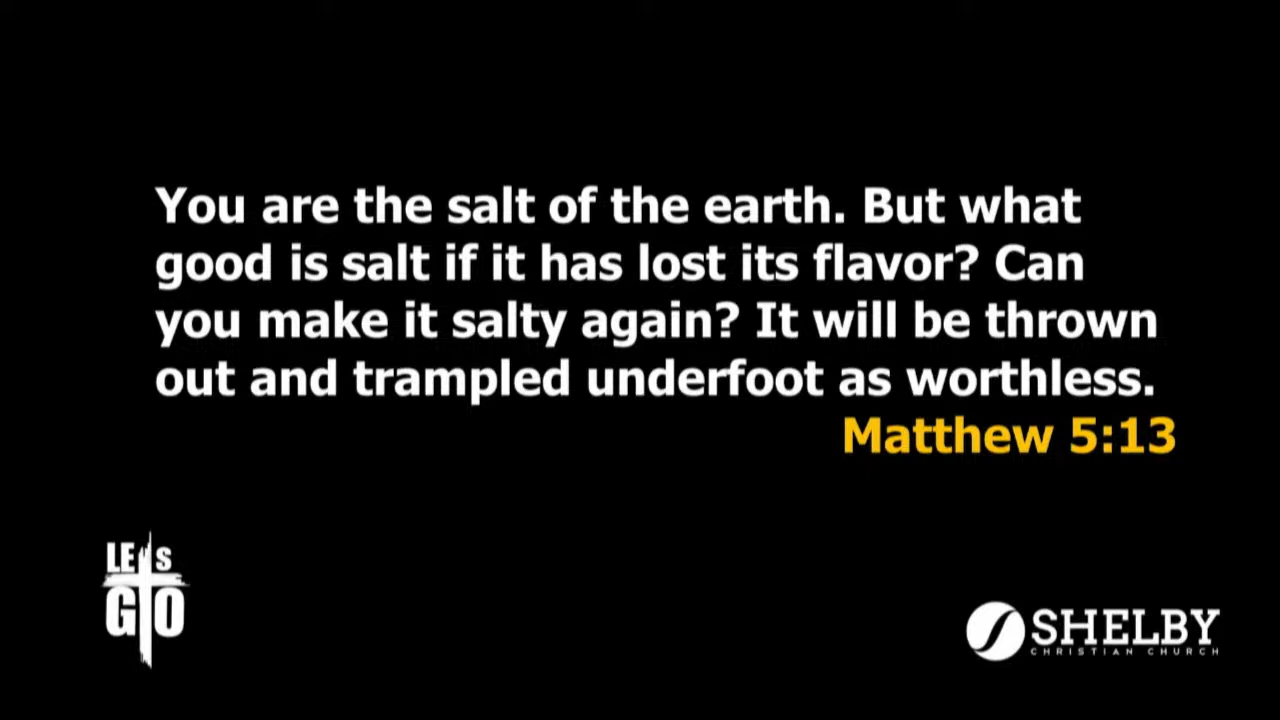 You are the salt of the earth. But what
good is salt if it has lost its flavor? Can
you make it salty again? It will be thrown
out and trampled underfoot as worthless.
Matthew 5:13
LETS
GO
SHELBY
CHRISTIAN CHURCH